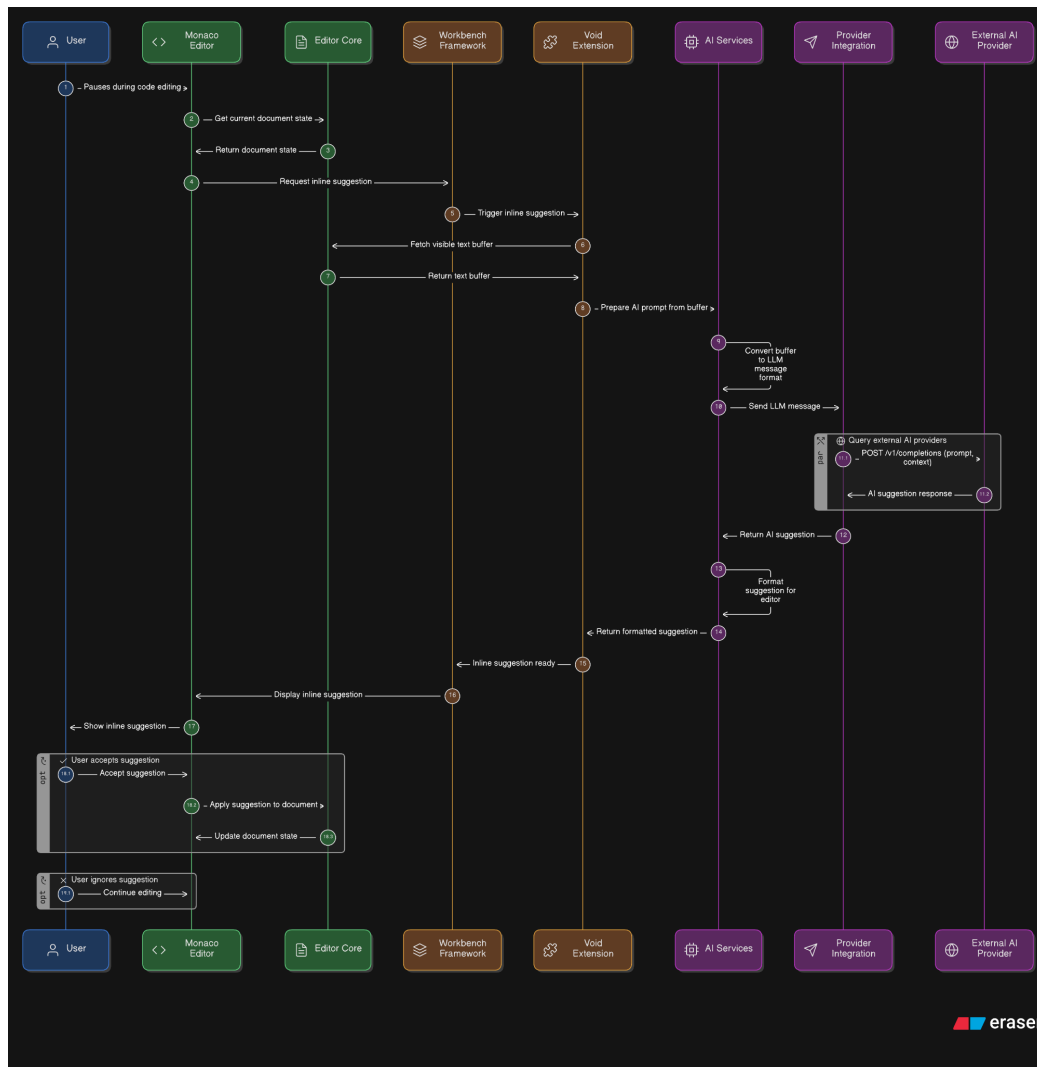 User
Monaco
Editor
Editor Core
Workbench
Framework
Void
Extension
AI Services
Provider
Integration
External AI
Provider
1
Pauses during code editing
2
Get current document state
Return document state
3
4
Request inline suggestion
5
Trigger inline suggestion
Fetch visible text buffer
6
7
Return text buffer
8
Prepare AI prompt from buffer
9
Convert buffer
to LLM
message
format
10
Send LLM message
par
Query external AI providers
11.1
POST /v1/completions {prompt,
context}
AI suggestion response
11.2
Return AI suggestion
12
13
Format
suggestion for
editor
Return formatted suggestion
14
Inline suggestion ready
15
Display inline suggestion
16
Show inline suggestion
17
opt
User accepts suggestion
18.1
Accept suggestion
18.2
Apply suggestion to document
Update document state
18.3
opt
User ignores suggestion
19.1
Continue editing
User
Monaco
Editor
Editor Core
Workbench
Framework
Void
Extension
AI Services
Provider
Integration
External AI
Provider
eraser